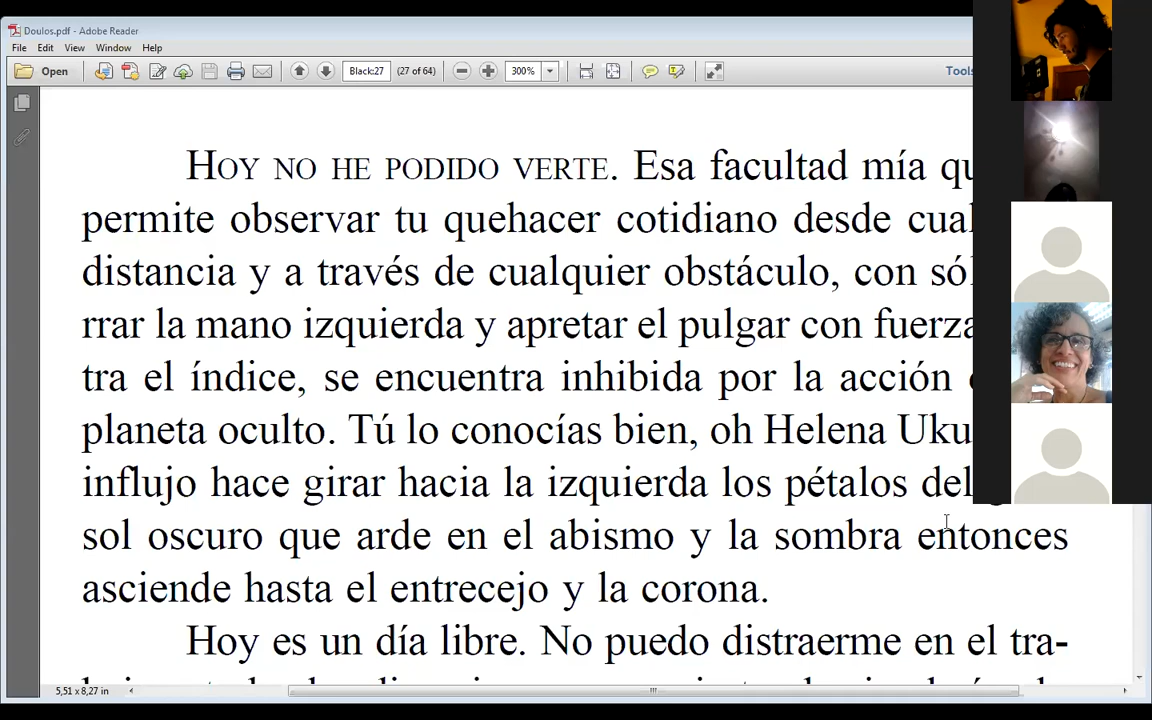 Doulos.pdf - Adobe Reader
File Edit View Window Help
Open Black:27 (27 of 64) 300% Tools
HOY NO HE PODIDO VERTE. Esa facultad mía qu
permite observar tu quehacer cotidiano desde cual
distancia y a través de cualquier obstáculo, con sól
rrar la mano izquierda y apretar el pulgar con fuerza
tra el índice, se encuentra inhibida por la acción
planeta oculto. Tú lo conocías bien, oh Helena Uku
influjo hace girar hacia la izquierda los pétalos del
sol oscuro que arde en el abismo y la sombra entonces
asciende hasta el entrecejo y la corona.
Hoy es un día libre. No puedo distraerme en el tra-
5,51 x 8,27 in